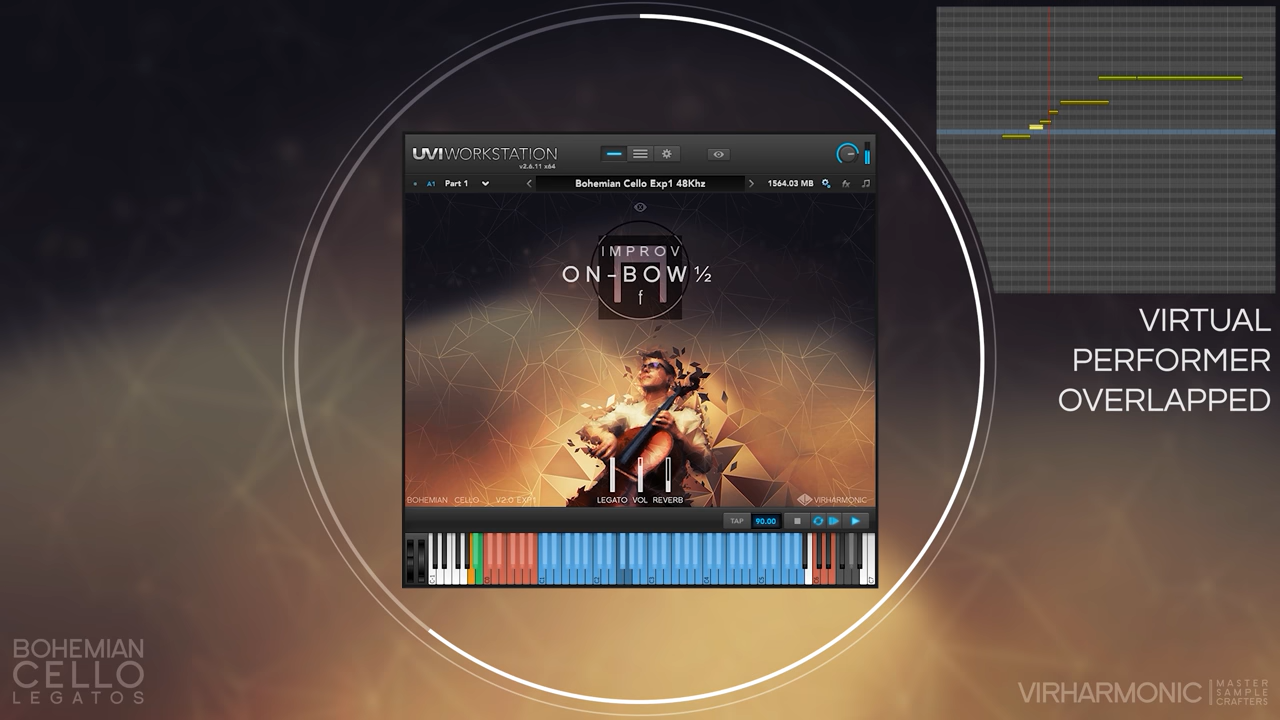 UVIWORKSTATION
v2.6.11 x64
A1 Part 1
Bohemian Cello Exp1 48Khz
1564.03 MB
fx
IMPROV
ON-BOW ½
f
LEGATO VOL REVERB
BOHEMIAN CELLO V2.0 EXP1
VIRHARMONIC
TAP 90.00
VIRTUAL
PERFORMER
OVERLAPPED
BOHEMIAN
CELLO
LEGATOS
VIRHARMONIC
MASTER
SAMPLE
CRAFTERS